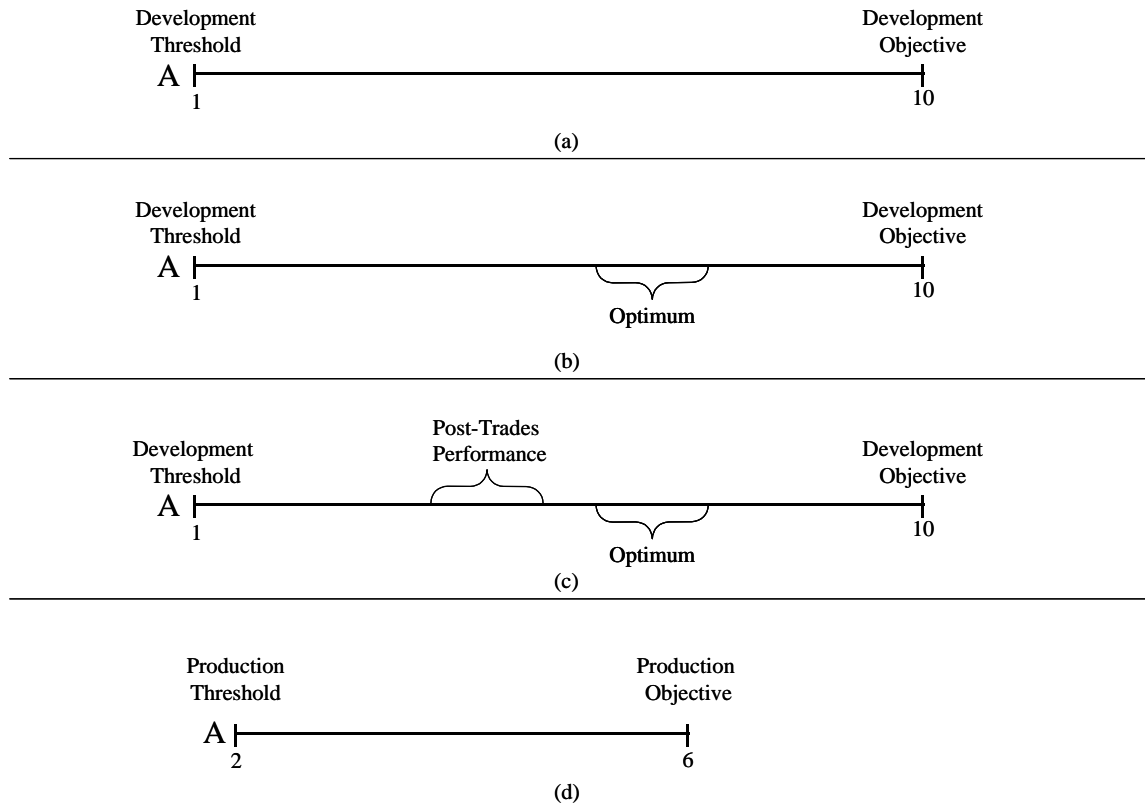 Development
Threshold
Development
Objective
A
1
10
(a)
Development
Threshold
Development
Objective
A
1
10
Optimum
(b)
Post-Trades
Performance
Development
Threshold
Development
Objective
A
1
10
Optimum
(c)
Production
Threshold
Production
Objective
A
2
6
(d)